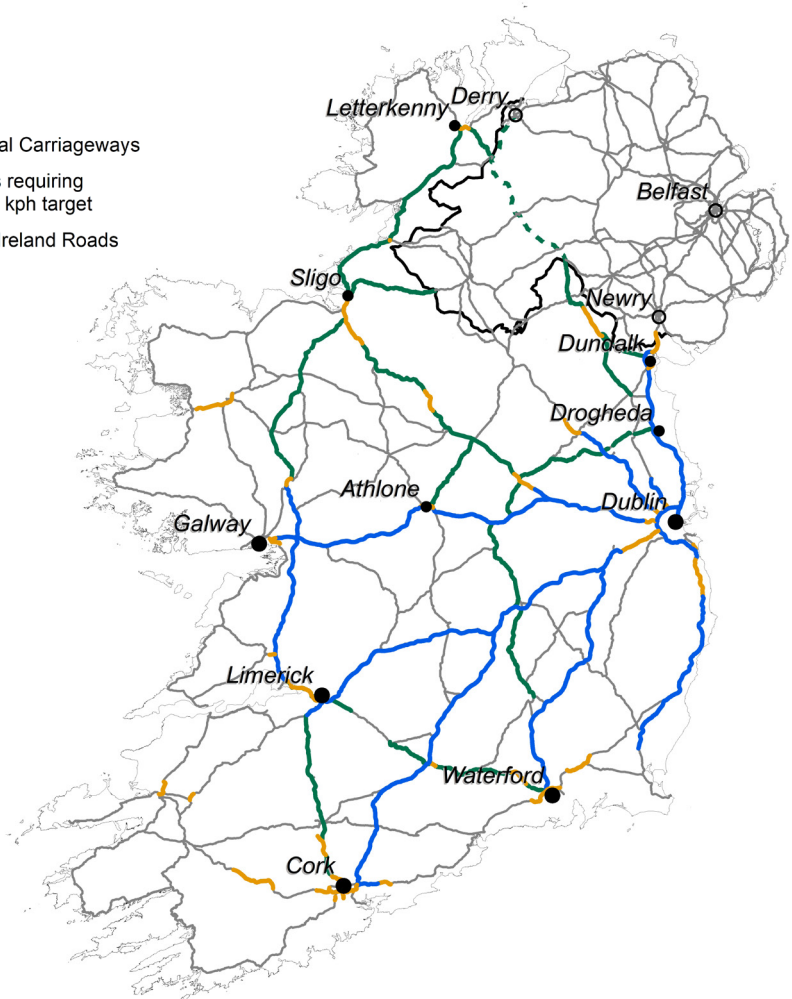 al Carriageways
s requiring
kph target
Ireland Roads
Derry
Letterkenny
Belfast
Sligo
Newry
Dundalk
Drogheda
Athlone
Dublin
Galway
Limerick
Waterford
Cork